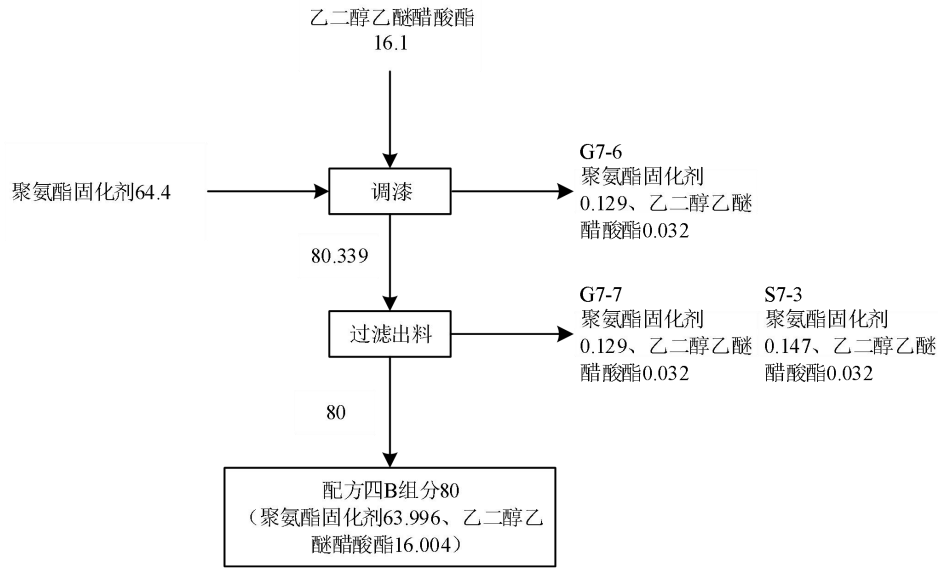 乙二醇乙醚醋酸酯
16.1
聚氨酯固化剂64.4
调漆
G7-6
聚氨酯固化剂
0.129、乙二醇乙醚
醋酸酯0.032
80.339
过滤出料
G7-7
聚氨酯固化剂
0.129、乙二醇乙醚
醋酸酯0.032
S7-3
聚氨酯固化剂
0.147、乙二醇乙醚
醋酸酯0.032
80
配方四B组分80
（聚氨酯固化剂63.996、乙二醇乙
醚醋酸酯16.004）